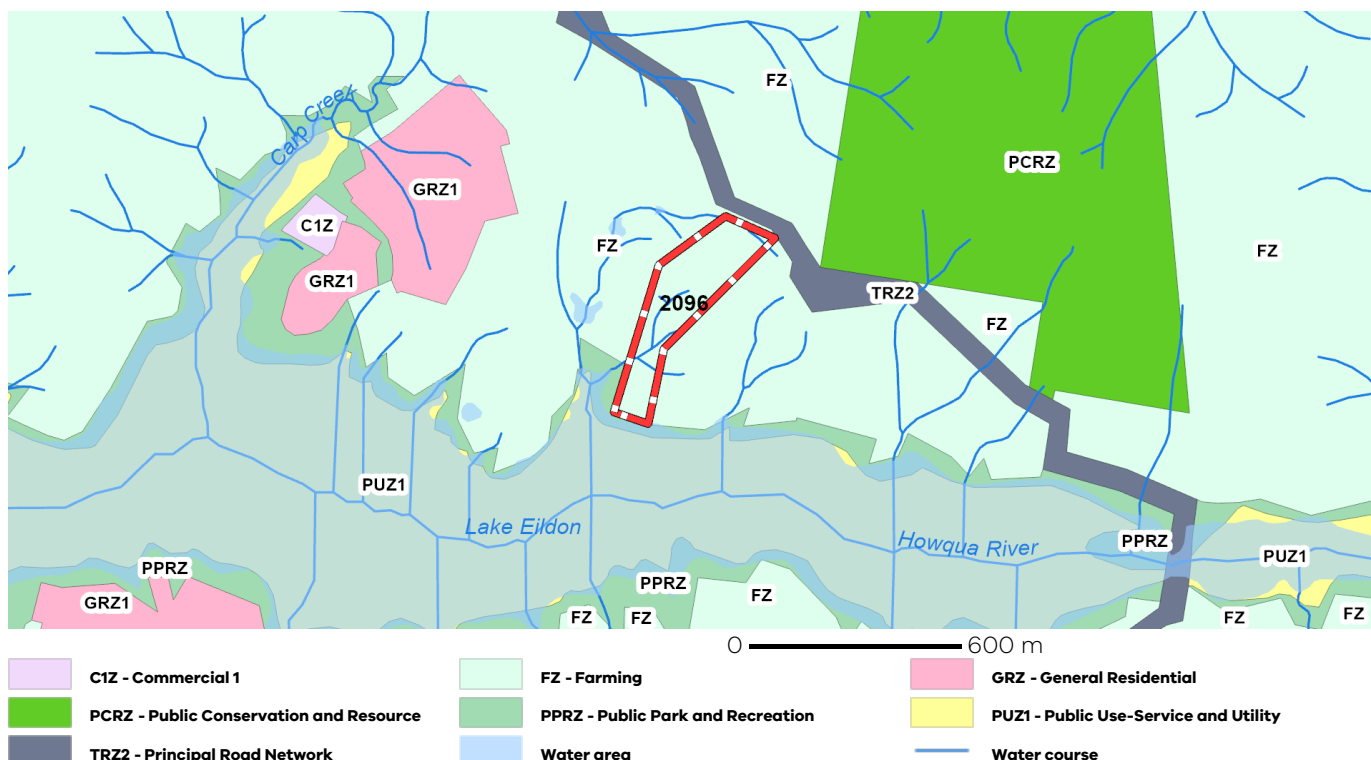 FZ
Carp Creek
PCRZ
GRZ1
C1Z
FZ
FZ
GRZ1
2096
TRZ2
FZ
PUZ1
Lake Eildon
Howqua River
PPRZ
PUZ1
PPRZ
PPRZ
GRZ1
FZ
FZ
FZ
FZ
FZ
0 600 m
C1Z - Commercial 1
FZ - Farming
GRZ - General Residential
PCRZ - Public Conservation and Resource
PPRZ - Public Park and Recreation
PUZ1 - Public Use-Service and Utility
TRZ2 - Principal Road Network
Water area
Water course